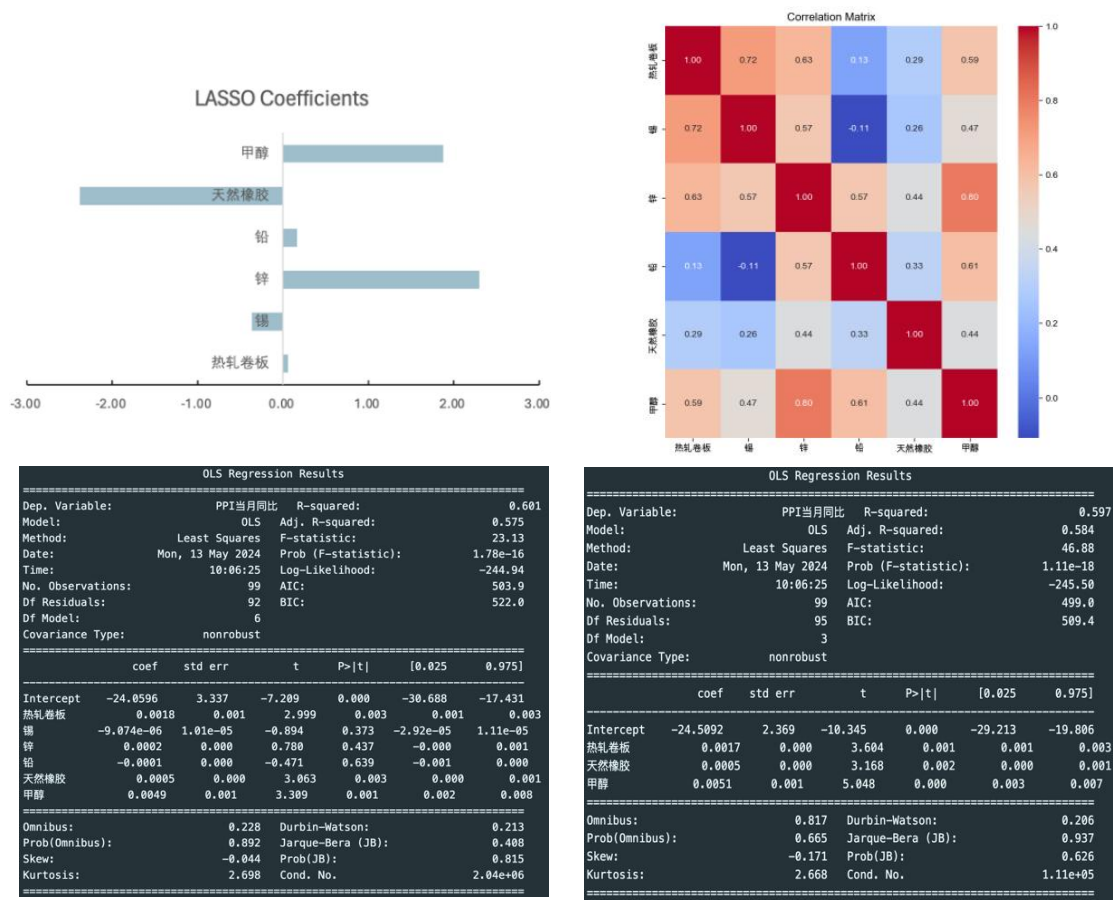 LASSO Coefficients
甲醇
天然橡胶
铅
锌
锡
热轧卷板
-3.00 -2.00 -1.00 0.00 1.00 2.00 3.00
Correlation Matrix
热轧卷板 1.00 0.72 0.63 0.13 0.29 0.59
锡 0.72 1.00 0.57 -0.11 0.26 0.47
锌 0.63 0.57 1.00 0.57 0.44 0.80
铅 0.13 -0.11 0.57 1.00 0.33 0.61
天然橡胶 0.29 0.26 0.44 0.33 1.00 0.44
甲醇 0.59 0.47 0.80 0.61 0.44 1.00
热轧卷板 锡 锌 铅 天然橡胶 甲醇
1.0
0.8
0.6
0.4
0.2
0.0
OLS Regression Results
Dep. Variable: PPI当月同比 R-squared: 0.601
Model: OLS Adj. R-squared: 0.575
Method: Least Squares F-statistic: 23.13
Date: Mon, 13 May 2024 Prob (F-statistic): 1.78e-16
Time: 10:06:25 Log-Likelihood: -244.94
No. Observations: 99 AIC: 503.9
Df Residuals: 92 BIC: 522.0
Df Model: 6
Covariance Type: nonrobust
coef std err t P>|t| [0.025 0.975]
Intercept -24.0596 3.337 -7.209 0.000 -30.688 -17.431
热轧卷板 0.0018 0.001 2.999 0.003 0.001 0.003
锡 -9.074e-06 1.01e-05 -0.894 0.373 -2.92e-05 1.11e-05
锌 0.0002 0.000 0.780 0.437 -0.000 0.001
铅 -0.0001 0.000 -0.471 0.639 -0.001 0.000
天然橡胶 0.0005 0.000 3.063 0.003 0.000 0.001
甲醇 0.0049 0.001 3.309 0.001 0.002 0.008
Omnibus: 0.228 Durbin-Watson: 0.213
Prob(Omnibus): 0.892 Jarque-Bera (JB): 0.408
Skew: -0.044 Prob(JB): 0.815
Kurtosis: 2.698 Cond. No. 2.04e+06
OLS Regression Results
Dep. Variable: PPI当月同比 R-squared: 0.597
Model: OLS Adj. R-squared: 0.584
Method: Least Squares F-statistic: 46.88
Date: Mon, 13 May 2024 Prob (F-statistic): 1.11e-18
Time: 10:06:25 Log-Likelihood: -245.50
No. Observations: 99 AIC: 499.0
Df Residuals: 95 BIC: 509.4
Df Model: 3
Covariance Type: nonrobust
coef std err t P>|t| [0.025 0.975]
Intercept -24.5092 2.369 -10.345 0.000 -29.213 -19.806
热轧卷板 0.0017 0.000 3.604 0.001 0.001 0.003
天然橡胶 0.0005 0.000 3.168 0.002 0.000 0.001
甲醇 0.0051 0.001 5.048 0.000 0.003 0.007
Omnibus: 0.817 Durbin-Watson: 0.206
Prob(Omnibus): 0.665 Jarque-Bera (JB): 0.937
Skew: -0.171 Prob(JB): 0.626
Kurtosis: 2.668 Cond. No. 1.11e+05